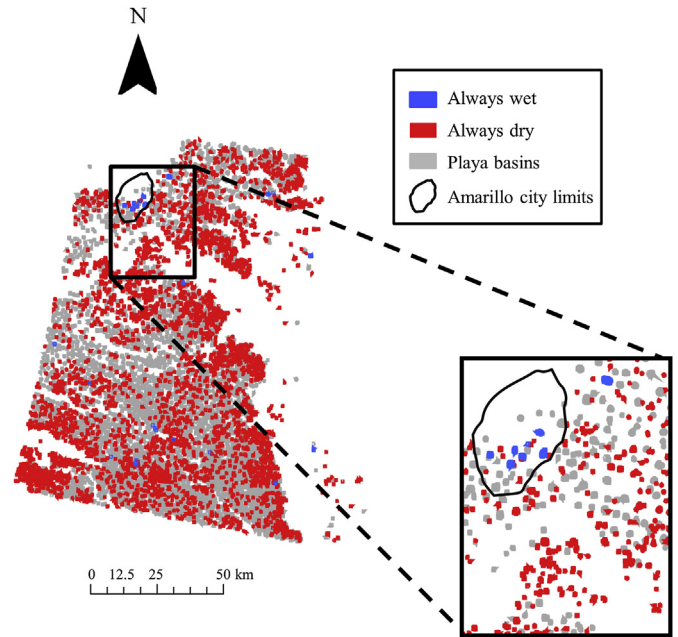 N
Always wet
Always dry
Playa basins
Amarillo city limits
0 12.5 25 50 km